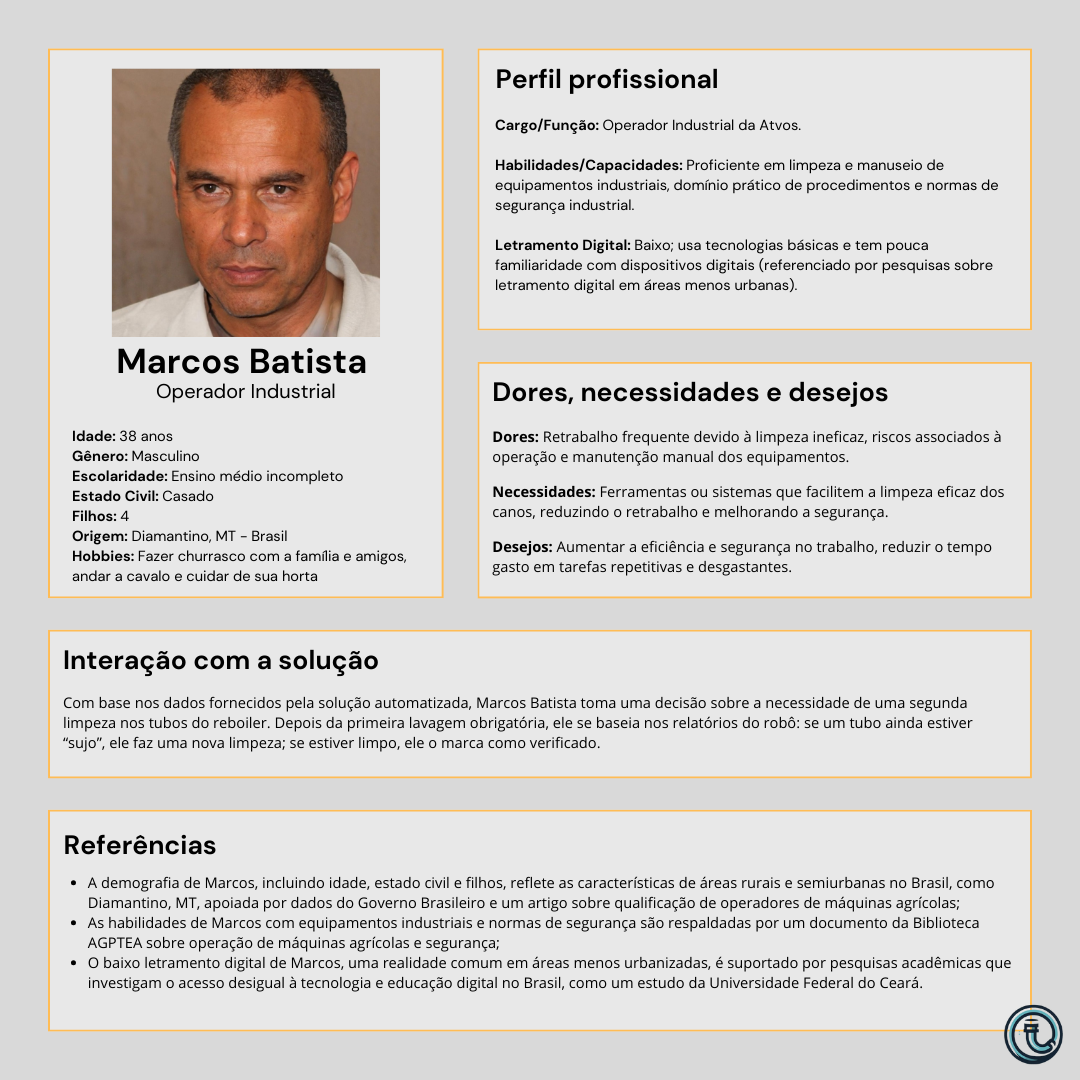 Marcos Batista
Operador Industrial
Idade: 38 anos
Gênero: Masculino
Escolaridade: Ensino médio incompleto
Estado Civil: Casado
Filhos: 4
Origem: Diamantino, MT - Brasil
Hobbies: Fazer churrasco com a família e amigos,
andar a cavalo e cuidar de sua horta
Perfil profissional
Cargo/Função: Operador Industrial da Atvos.
Habilidades/Capacidades: Proficiente em limpeza e manuseio de
equipamentos industriais, domínio prático de procedimentos e normas de
segurança industrial.
Letramento Digital: Baixo; usa tecnologias básicas e tem pouca
familiaridade com dispositivos digitais (referenciado por pesquisas sobre
letramento digital em áreas menos urbanas).
Dores, necessidades e desejos
Dores: Retrabalho frequente devido à limpeza ineficaz, riscos associados à
operação e manutenção manual dos equipamentos.
Necessidades: Ferramentas ou sistemas que facilitem a limpeza eficaz dos
canos, reduzindo o retrabalho e melhorando a segurança.
Desejos: Aumentar a eficiência e segurança no trabalho, reduzir o tempo
gasto em tarefas repetitivas e desgastantes.
Interação com a solução
Com base nos dados fornecidos pela solução automatizada, Marcos Batista toma uma decisão sobre a necessidade de uma segunda
limpeza nos tubos do reboiler. Depois da primeira lavagem obrigatória, ele se baseia nos relatórios do robô: se um tubo ainda estiver
“sujo”, ele faz uma nova limpeza; se estiver limpo, ele o marca como verificado.
Referências
• A demografia de Marcos, incluindo idade, estado civil e filhos, reflete as características de áreas rurais e semiurbanas no Brasil, como
Diamantino, MT, apoiada por dados do Governo Brasileiro e um artigo sobre qualificação de operadores de máquinas agrícolas;
• As habilidades de Marcos com equipamentos industriais e normas de segurança são respaldadas por um documento da Biblioteca
AGPTEA sobre operação de máquinas agrícolas e segurança;
• O baixo letramento digital de Marcos, uma realidade comum em áreas menos urbanizadas, é suportado por pesquisas acadêmicas que
investigam o acesso desigual à tecnologia e educação digital no Brasil, como um estudo da Universidade Federal do Ceará.